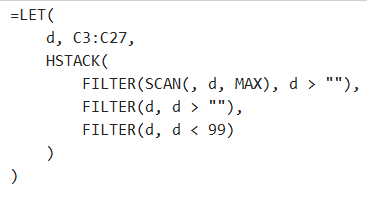 =LET(
    d, C3:C27,
    HSTACK(
        FILTER(SCAN(, d, MAX), d > ""),
        FILTER(d, d > ""),
        FILTER(d, d < 99)
    )
)